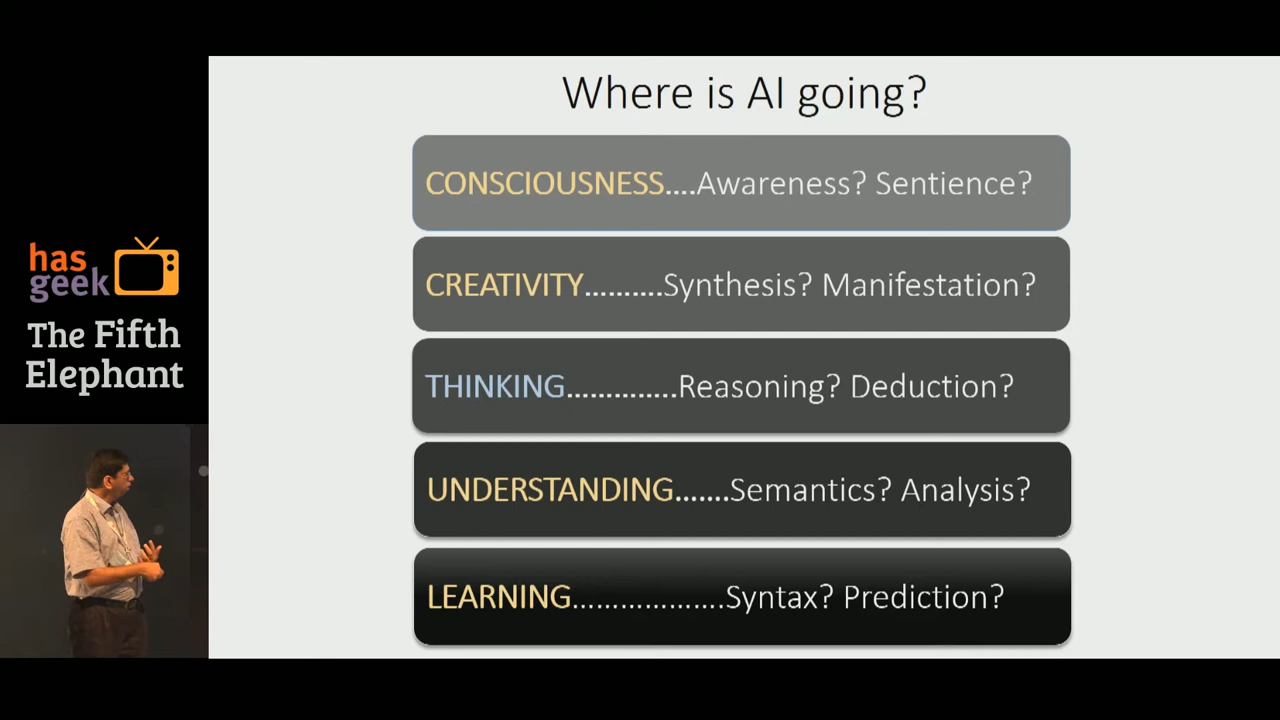 Where is AI going?
CONSCIOUSNESS....Awareness? Sentience?
CREATIVITY..........Synthesis? Manifestation?
THINKING..............Reasoning? Deduction?
UNDERSTANDING.......Semantics? Analysis?
LEARNING...................Syntax? Prediction?
has
geek
The Fifth
Elephant